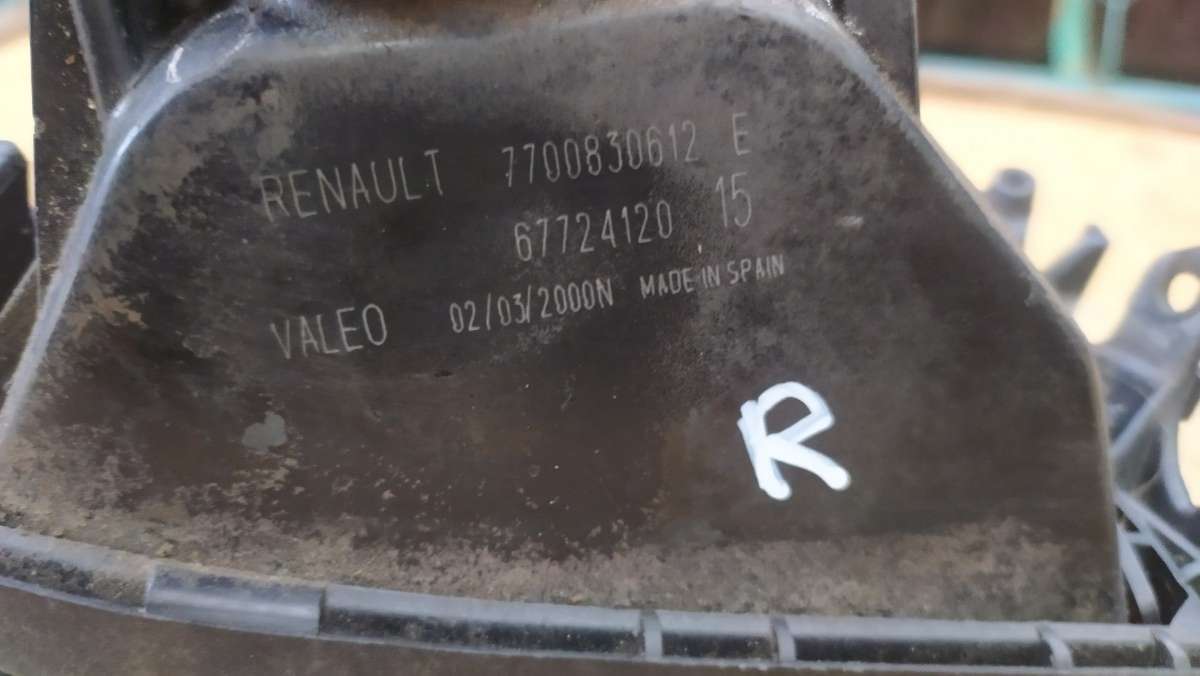 RENAULT 7700830612 E
67724120 15
VALEO 02/03/2000N MADE IN SPAIN
R